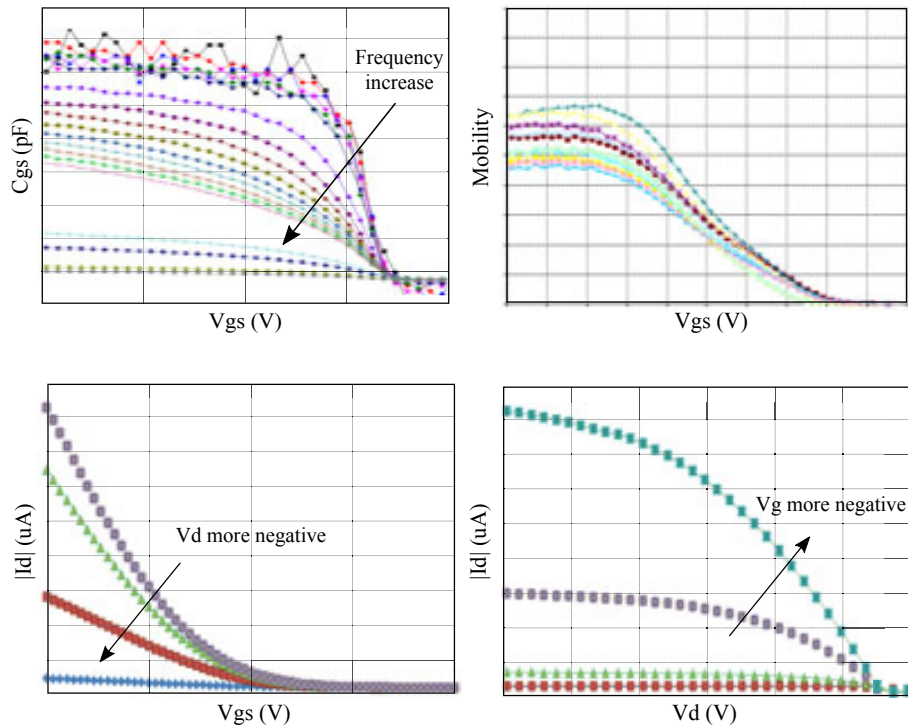 Frequency
increase
Cgs (pF)
Vgs (V)
Mobility
Vgs (V)
Vd more negative
|Id| (uA)
Vgs (V)
Vg more negative
|Id| (uA)
Vd (V)